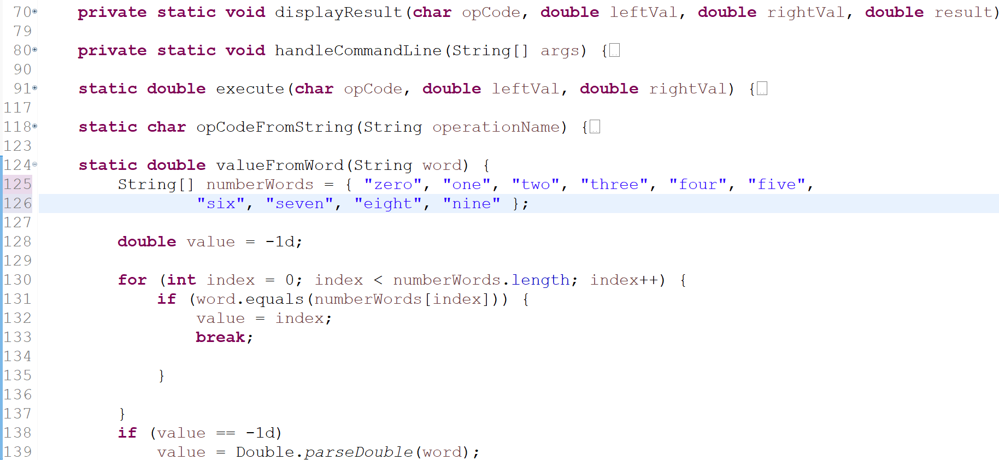 70 private static void displayResult(char opCode, double leftVal, double rightVal, double result)
79
80 private static void handleCommandLine(String[] args) {
90
91 static double execute(char opCode, double leftVal, double rightVal) {
117
118 static char opCodeFromString(String operationName) {
123
124 static double valueFromWord(String word) {
125 String[] numberWords = { "zero", "one", "two", "three", "four", "five",
126 "six", "seven", "eight", "nine" };
127
128 double value = -1d;
129
130 for (int index = 0; index < numberWords.length; index++) {
131 if (word.equals(numberWords[index])) {
132 value = index;
133 break;
134
135 }
136
137 }
138 if (value == -1d)
139 value = Double.parseDouble(word);